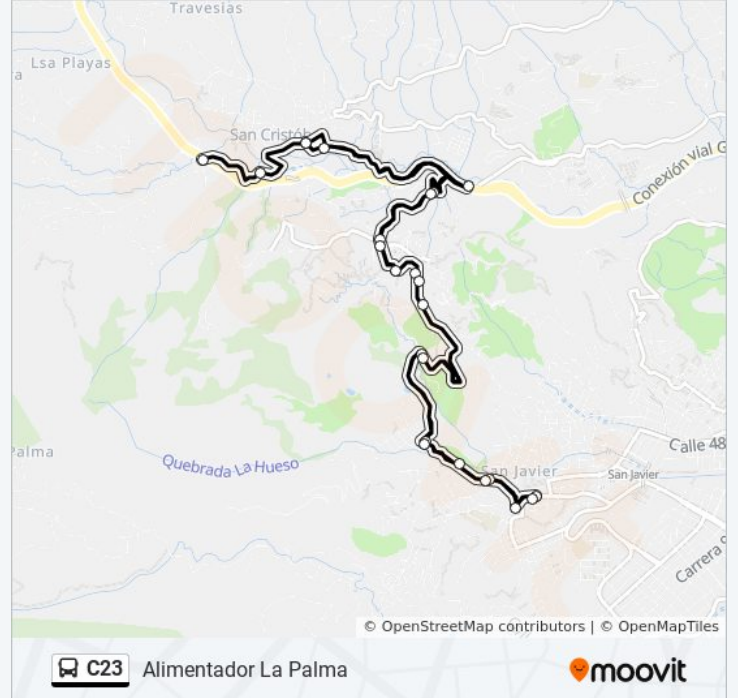 Travesías
Lsa Playas
a
San Cristób
Conexión vial G
Palma
Quebrada La Hueso
San Javier
San Javier
Calle 48
Carrera 9
© OpenStreetMap contributors | © OpenMapTiles
C23 Alimentador La Palma
moovit